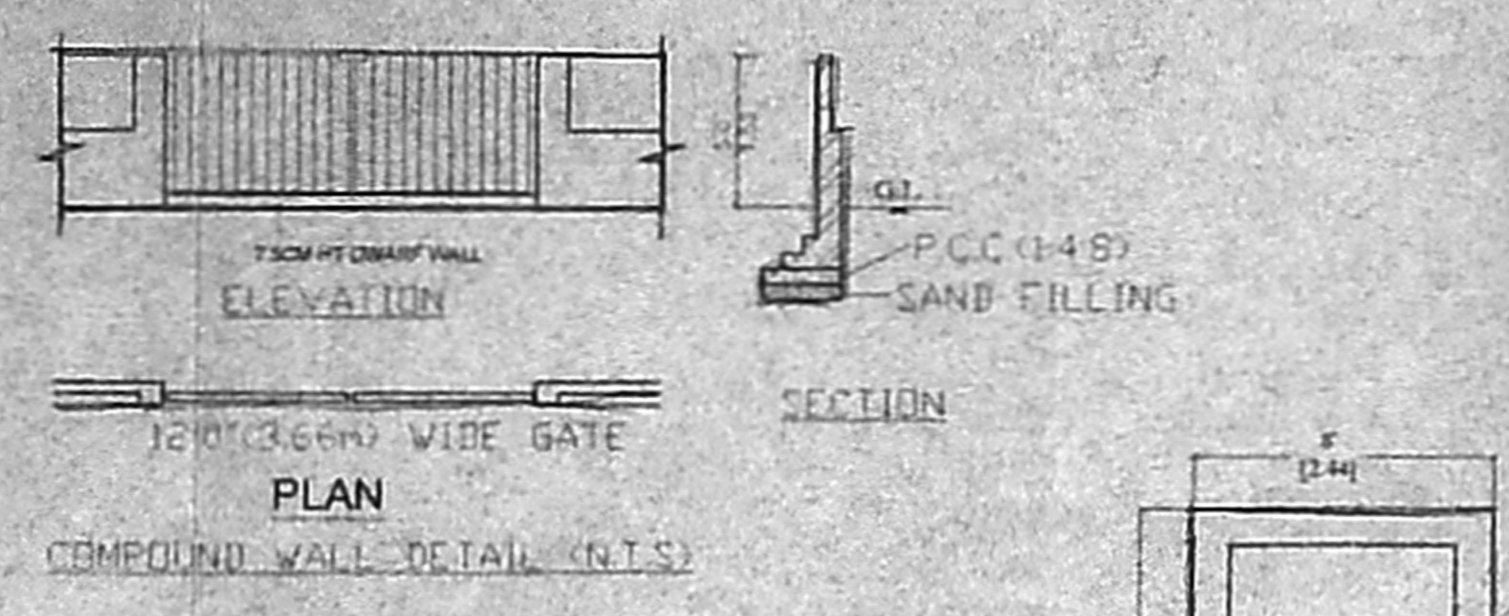 7.5CM HT DWARF WALL
ELEVATION
G.L.
P.C.C (1:4:8)
SAND FILLING
12'0"(3.66m) WIDE GATE
PLAN
SECTION
COMPOUND WALL DETAIL (N.T.S)
8'
[2.44]